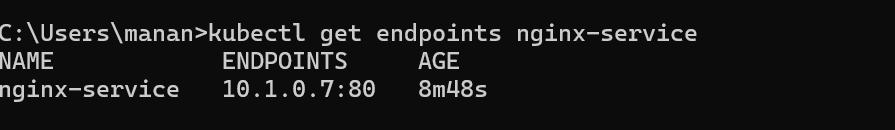 C:\Users\manan>kubectl get endpoints nginx-service
NAME ENDPOINTS AGE
nginx-service 10.1.0.7:80 8m48s